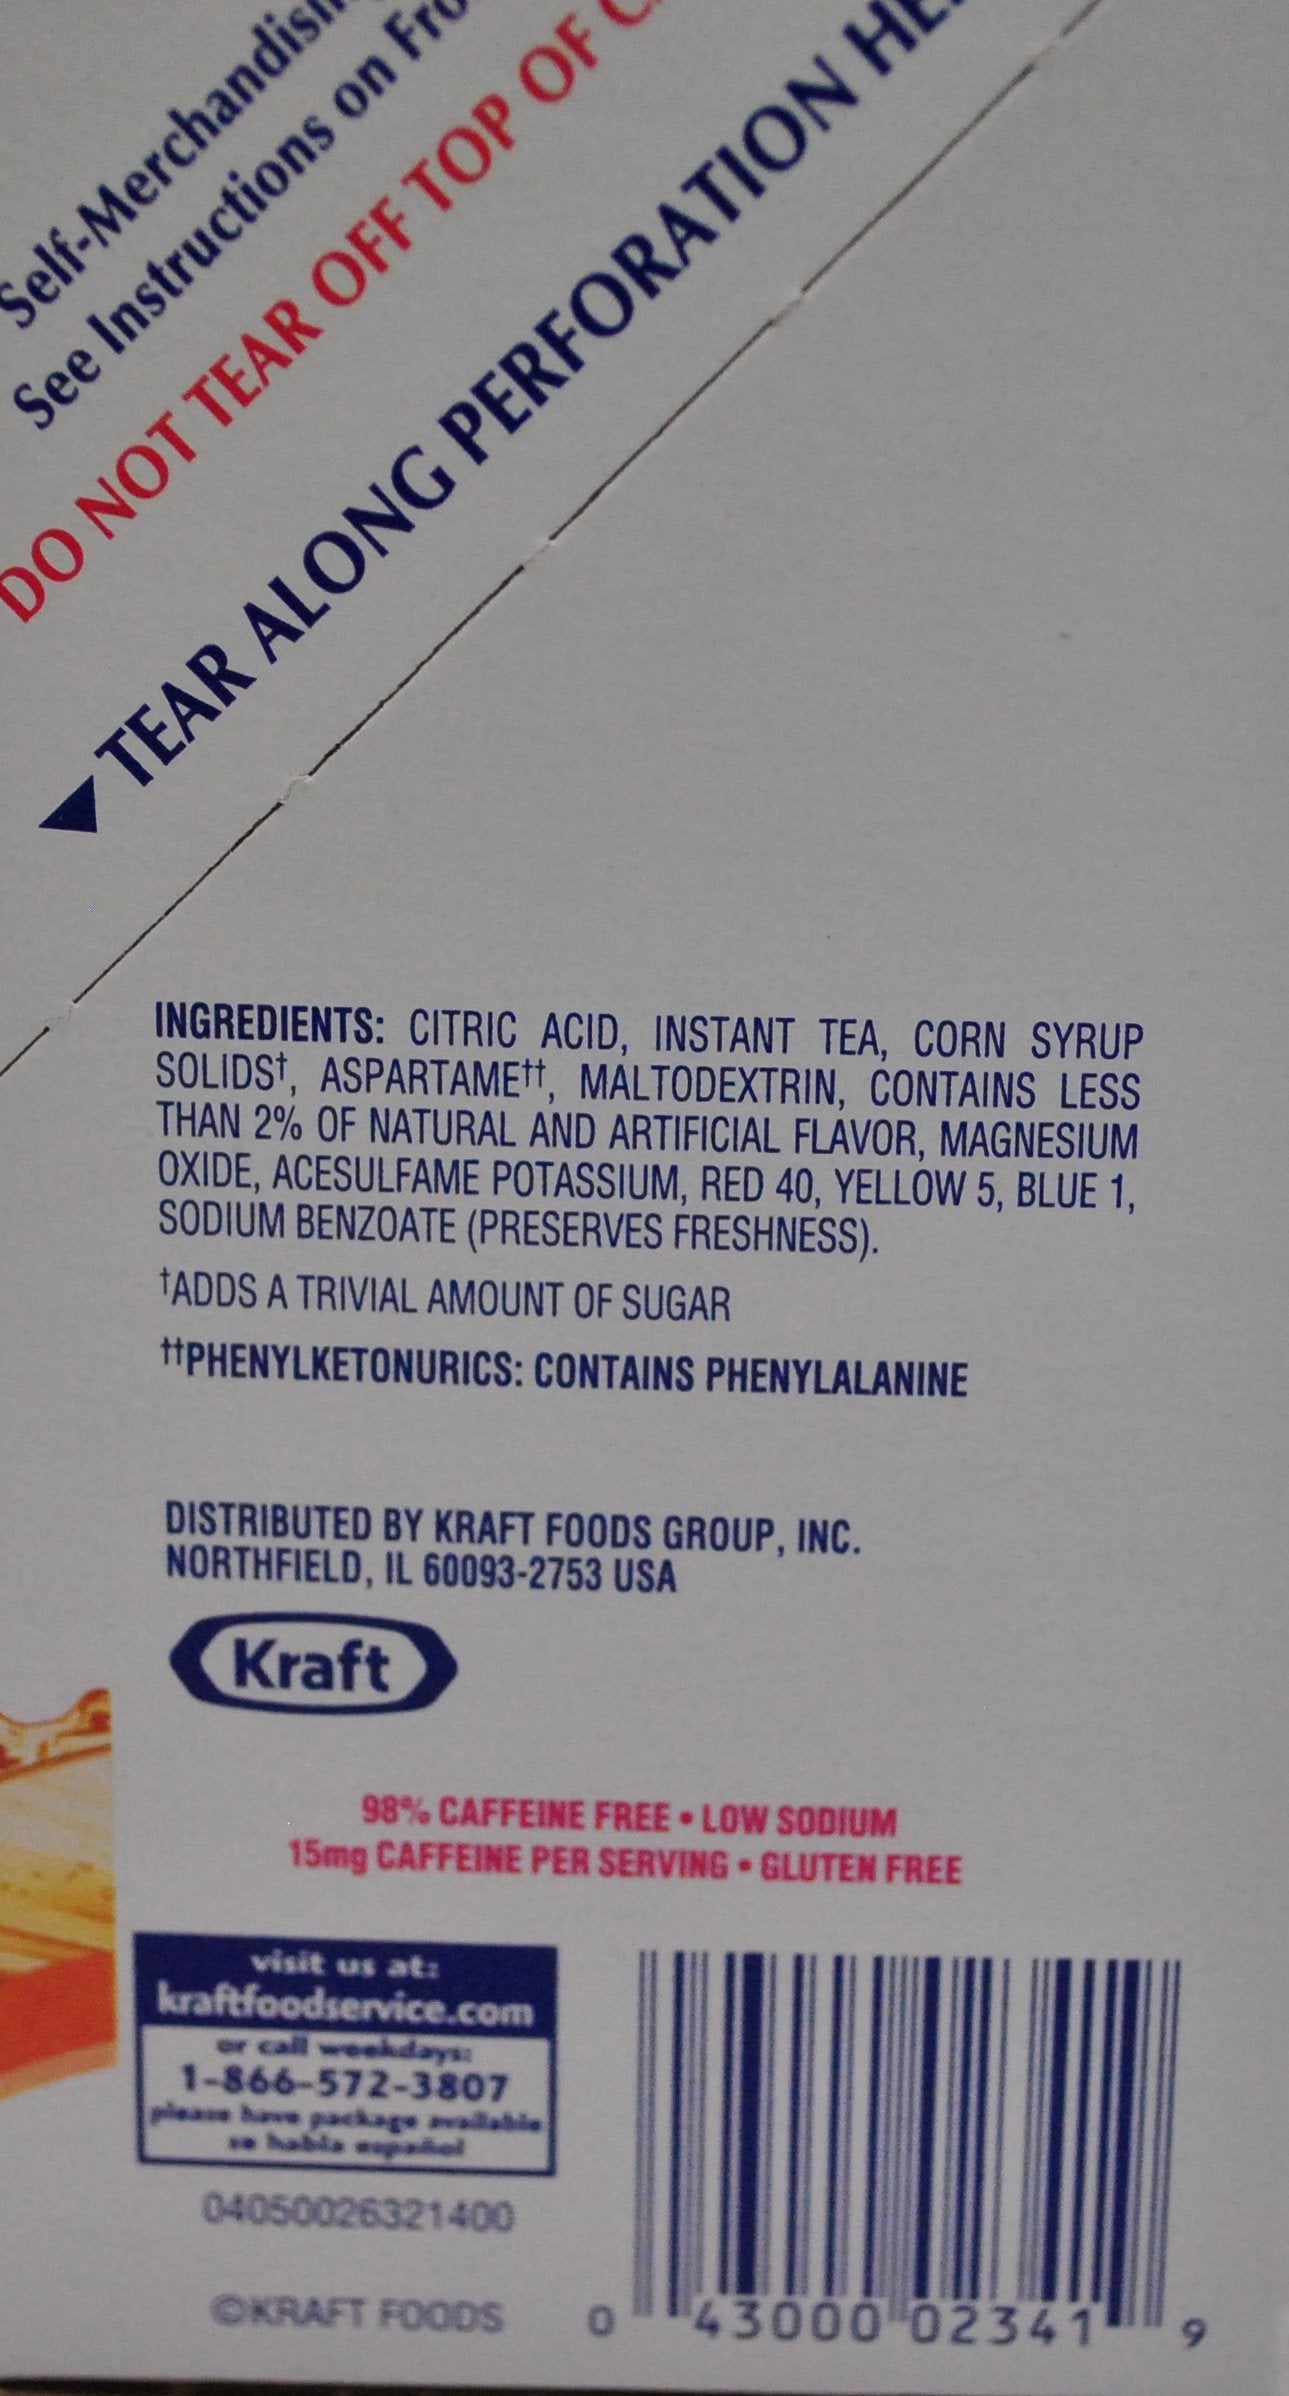 Self-Merchandisin
See Instructions on Fro
DO NOT TEAR OFF TOP OF C
TEAR ALONG PERFORATION HE
INGREDIENTS: CITRIC ACID, INSTANT TEA, CORN SYRUP
SOLIDS†, ASPARTAME††, MALTODEXTRIN, CONTAINS LESS
THAN 2% OF NATURAL AND ARTIFICIAL FLAVOR, MAGNESIUM
OXIDE, ACESULFAME POTASSIUM, RED 40, YELLOW 5, BLUE 1,
SODIUM BENZOATE (PRESERVES FRESHNESS).
†ADDS A TRIVIAL AMOUNT OF SUGAR
††PHENYLKETONURICS: CONTAINS PHENYLALANINE
DISTRIBUTED BY KRAFT FOODS GROUP, INC.
NORTHFIELD, IL 60093-2753 USA
Kraft
98% CAFFEINE FREE • LOW SODIUM
15mg CAFFEINE PER SERVING • GLUTEN FREE
visit us at:
kraftfoodservice.com
or call weekdays:
1-866-572-3807
please have package available
se habla español
04050026321400
©KRAFT FOODS
0 43000 02341 9